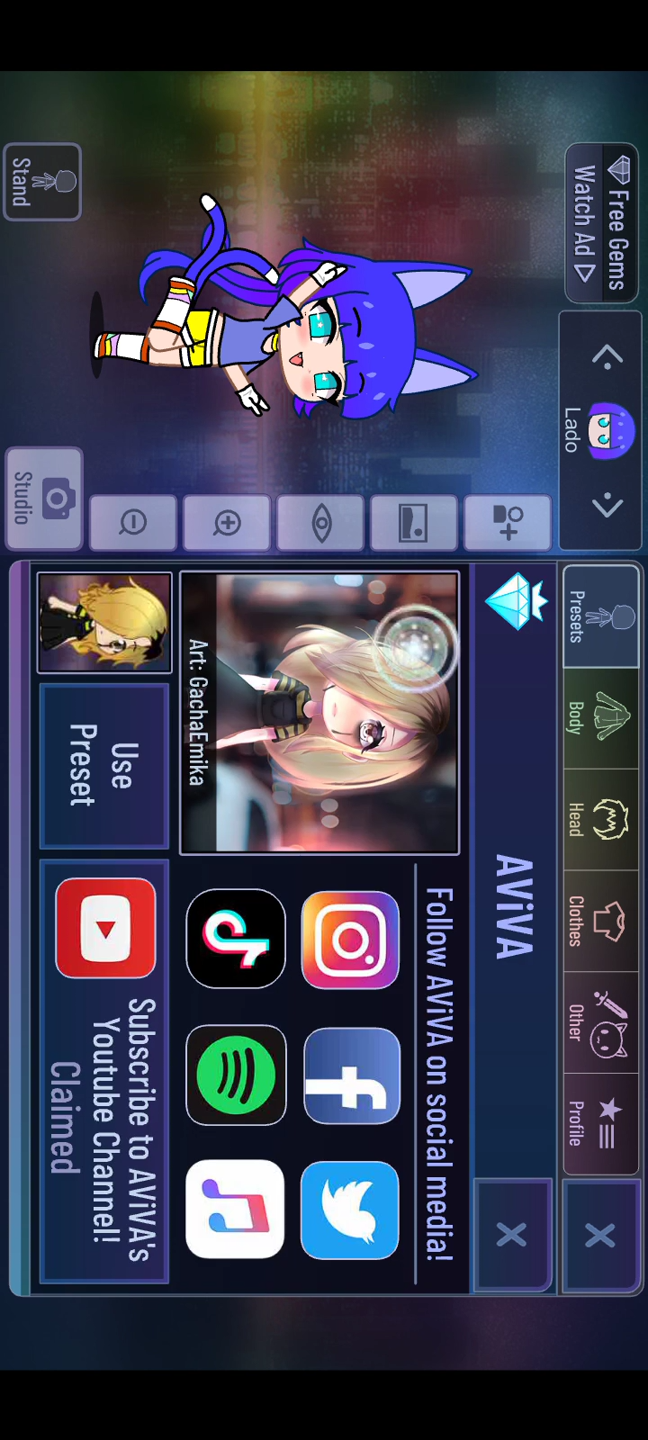 Free Gems
Watch Ad
Lado
Stand
Studio
Presets
Body
Head
Clothes
Other
Profile
X
AViVA
X
Art: GachaEmika
Follow AViVA on social media!
Use
Preset
Subscribe to AViVA's
Youtube Channel!
Claimed